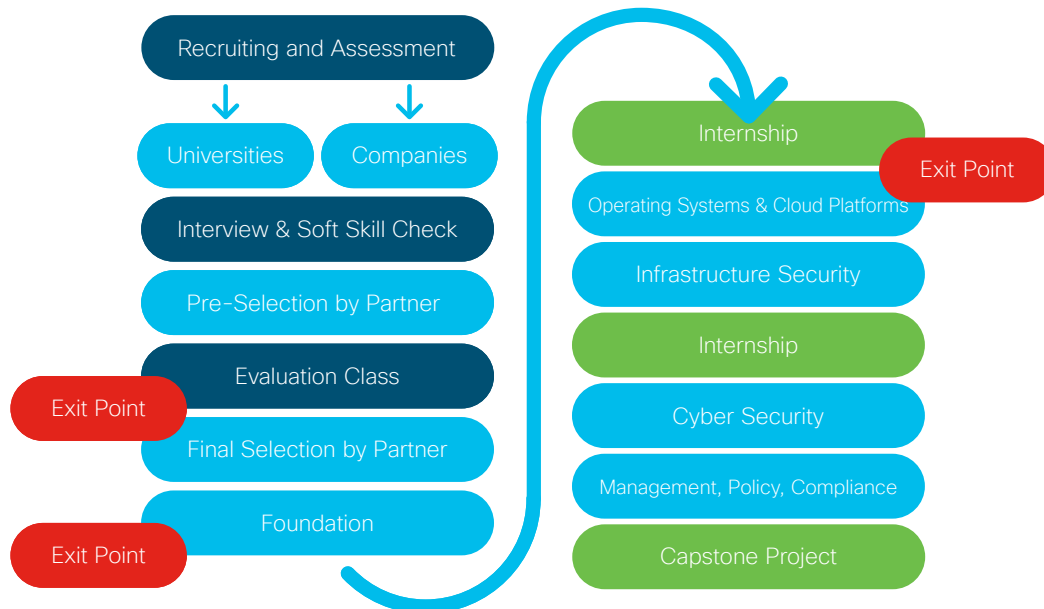 Recruiting and Assessment
Universities
Companies
Interview & Soft Skill Check
Pre-Selection by Partner
Evaluation Class
Exit Point
Final Selection by Partner
Foundation
Exit Point
Internship
Exit Point
Operating Systems & Cloud Platforms
Infrastructure Security
Internship
Cyber Security
Management, Policy, Compliance
Capstone Project